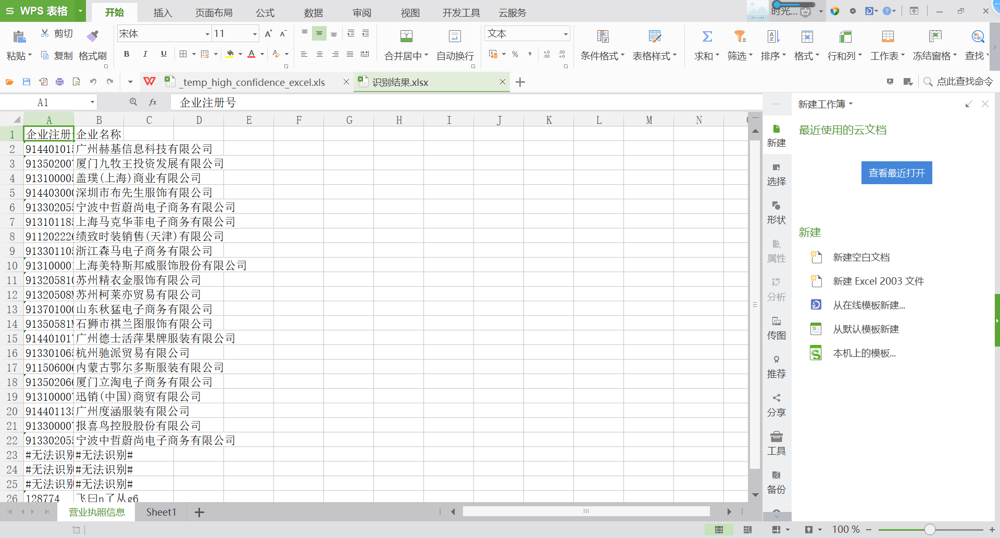 S WPS 表格
开始 插入 页面布局 公式 数据 审阅 视图 开发工具 云服务 时光...
粘贴 剪切 复制 格式刷
宋体 11
B I U
合并居中 自动换行
文本
条件格式 表格样式 求和 筛选 排序 格式 行和列 工作表 冻结窗格 查找
_temp_high_confidence_excel.xls 识别结果.xlsx 点此查找命令
A1 fx 企业注册号
A B C D E F G H I J K L M N
1 企业注册 企业名称
2 91440101 广州赫基信息科技有限公司
3 91350200 厦门九牧王投资发展有限公司
4 91310000 盖璞(上海)商业有限公司
5 91440300 深圳市布先生服饰有限公司
6 91330205 宁波中哲蔚尚电子商务有限公司
7 91310118 上海马克华菲电子商务有限公司
8 91120222 绩致时装销售(天津)有限公司
9 91330110 浙江森马电子商务有限公司
10 91310000 上海美特斯邦威服饰股份有限公司
11 91320581 苏州精衣金服饰有限公司
12 91320508 苏州柯莱亦贸易有限公司
13 91370100 山东秋猛电子商务有限公司
14 91350581 石狮市祺兰图服饰有限公司
15 91440101 广州德士活萍果牌服装有限公司
16 91330106 杭州驰派贸易有限公司
17 91150600 内蒙古鄂尔多斯服装有限公司
18 91350206 厦门立淘电子商务有限公司
19 91310000 迅销(中国)商贸有限公司
20 91440113 广州度涵服装有限公司
21 91330000 报喜鸟控股股份有限公司
22 91330205 宁波中哲蔚尚电子商务有限公司
23 #无法识别 #无法识别#
24 #无法识别 #无法识别#
25 #无法识别 #无法识别#
26 128774 飞曰n了从g6
营业执照信息 Sheet1
100 %
新建
选择
形状
属性
分析
传图
推荐
分享
工具
备份
新建工作簿
最近使用的云文档
查看最近打开
新建
新建空白文档
新建 Excel 2003 文件
从在线模板新建...
从默认模板新建
本机上的模板...